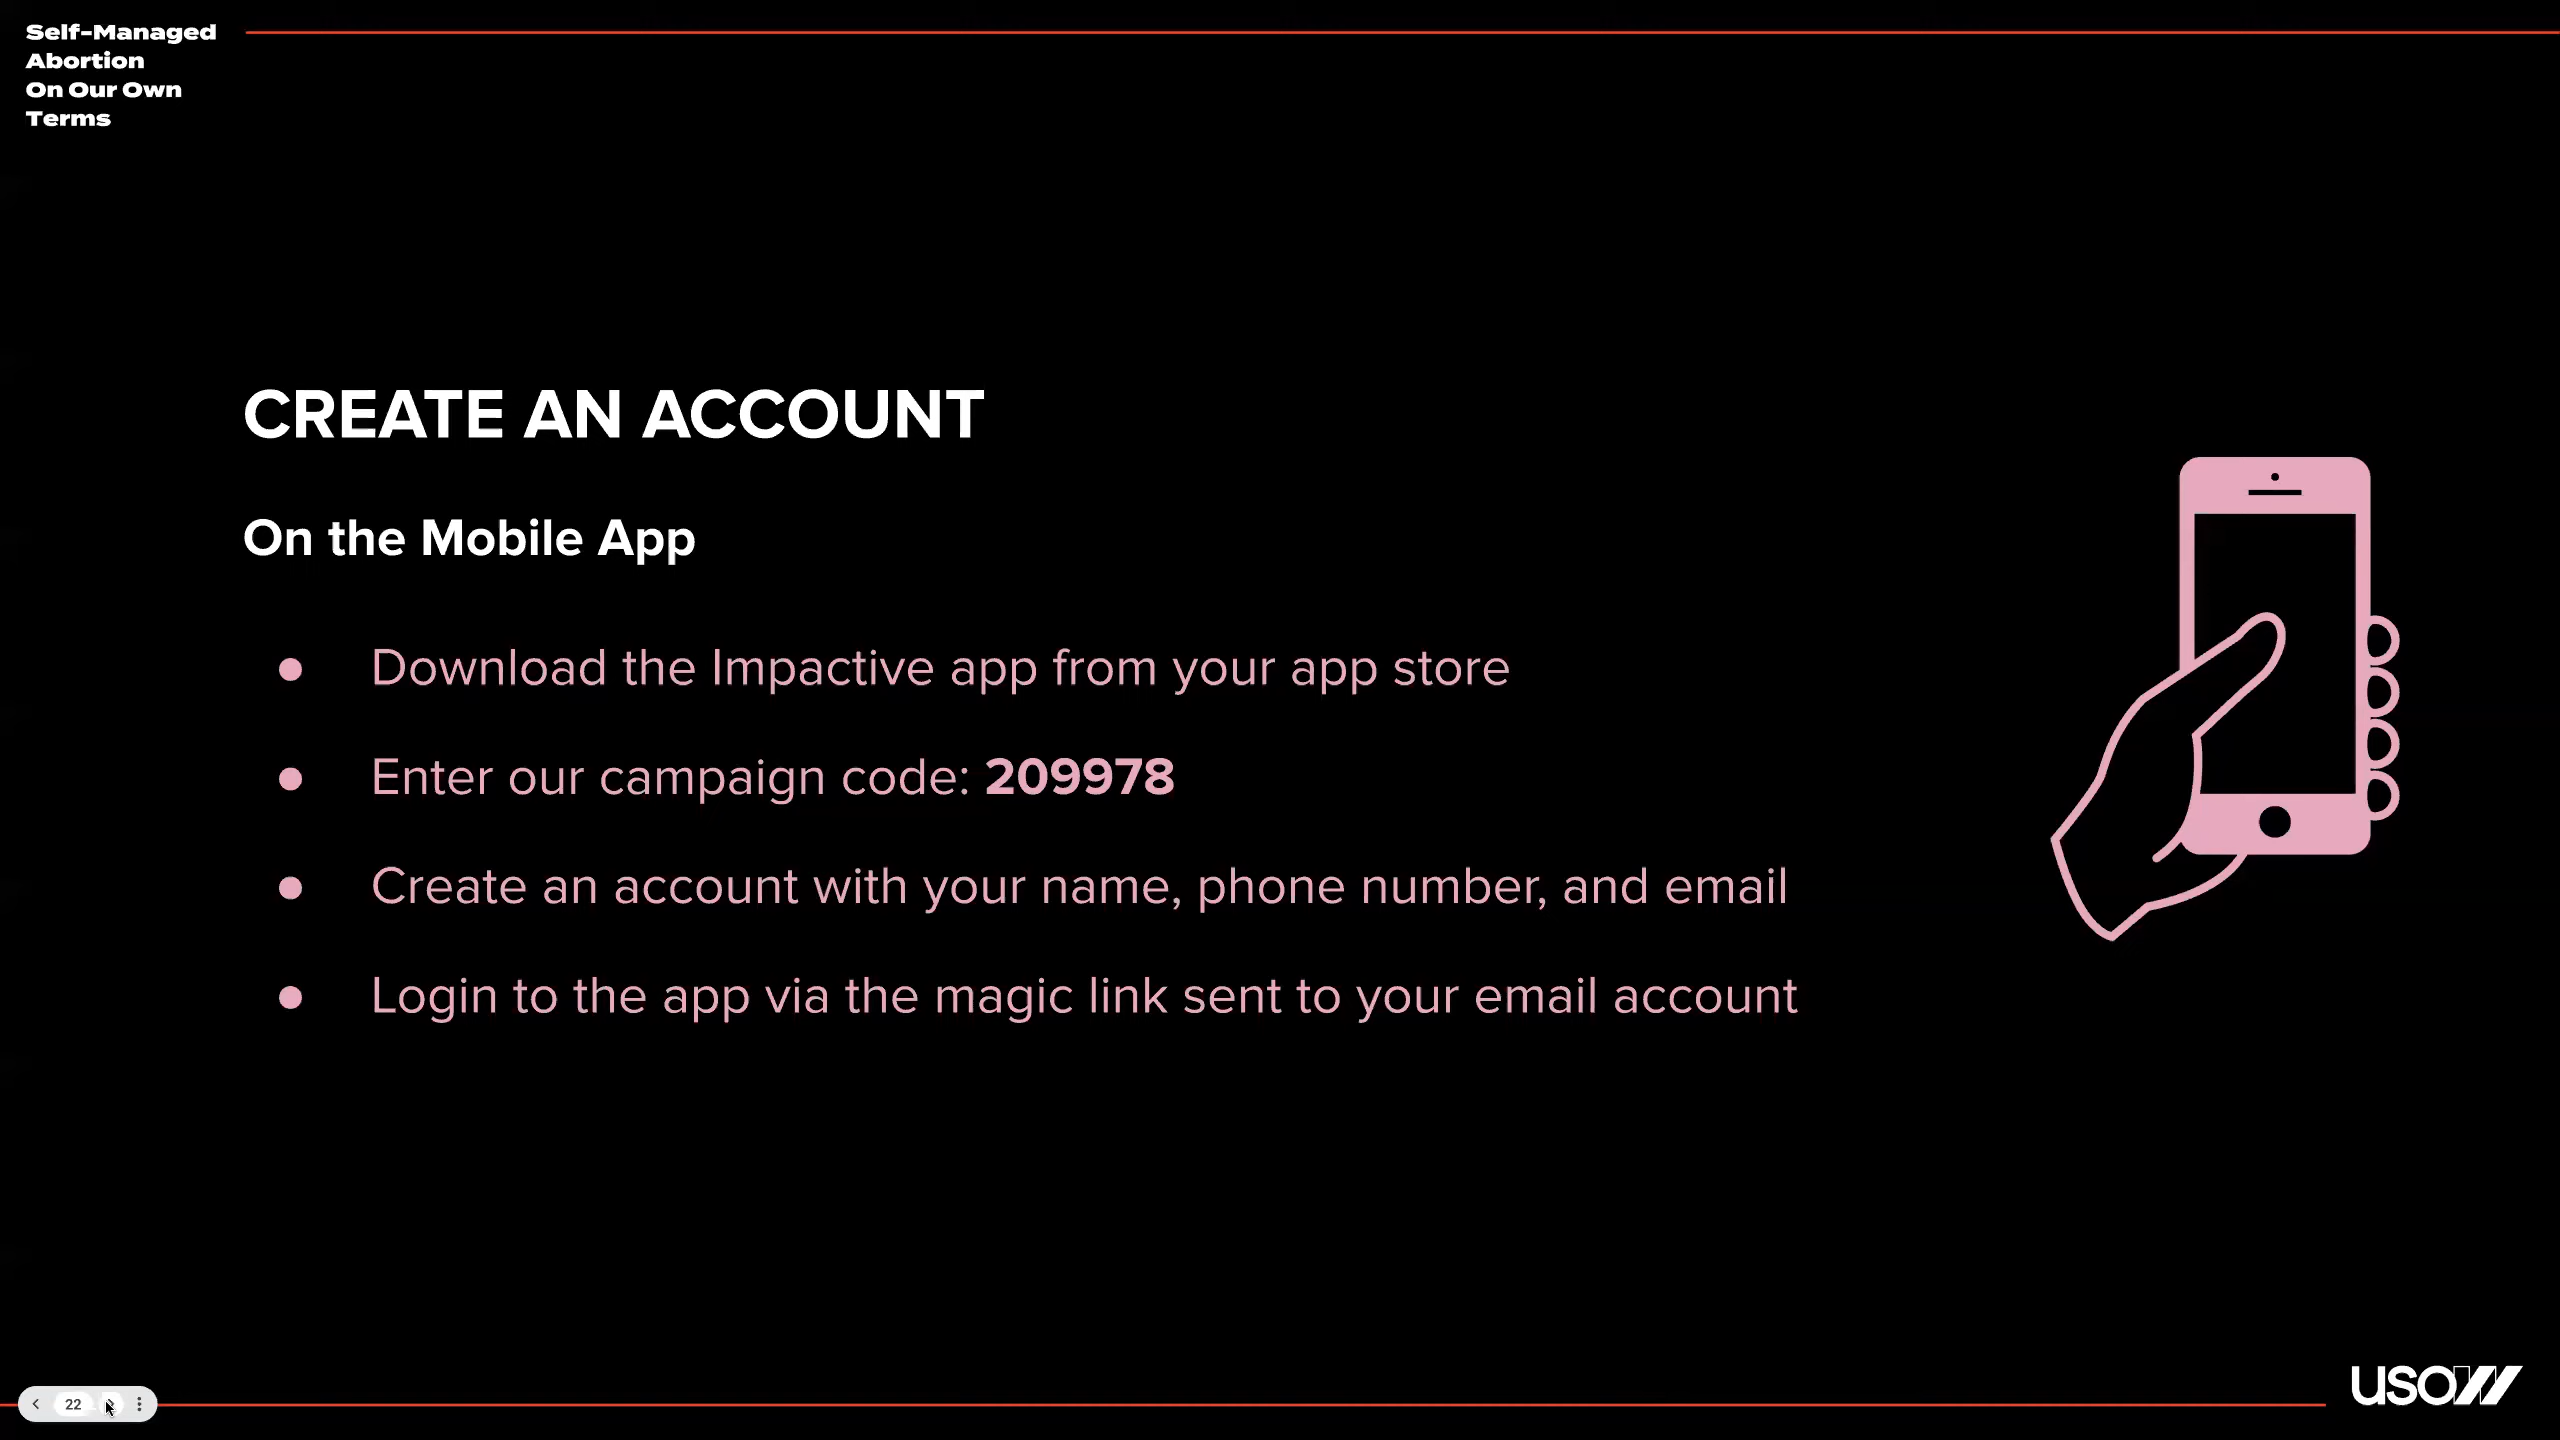 Self-Managed
Abortion
On Our Own
Terms
CREATE AN ACCOUNT
On the Mobile App
● Download the Impactive app from your app store
● Enter our campaign code: 209978
● Create an account with your name, phone number, and email
● Login to the app via the magic link sent to your email account
22
USOW